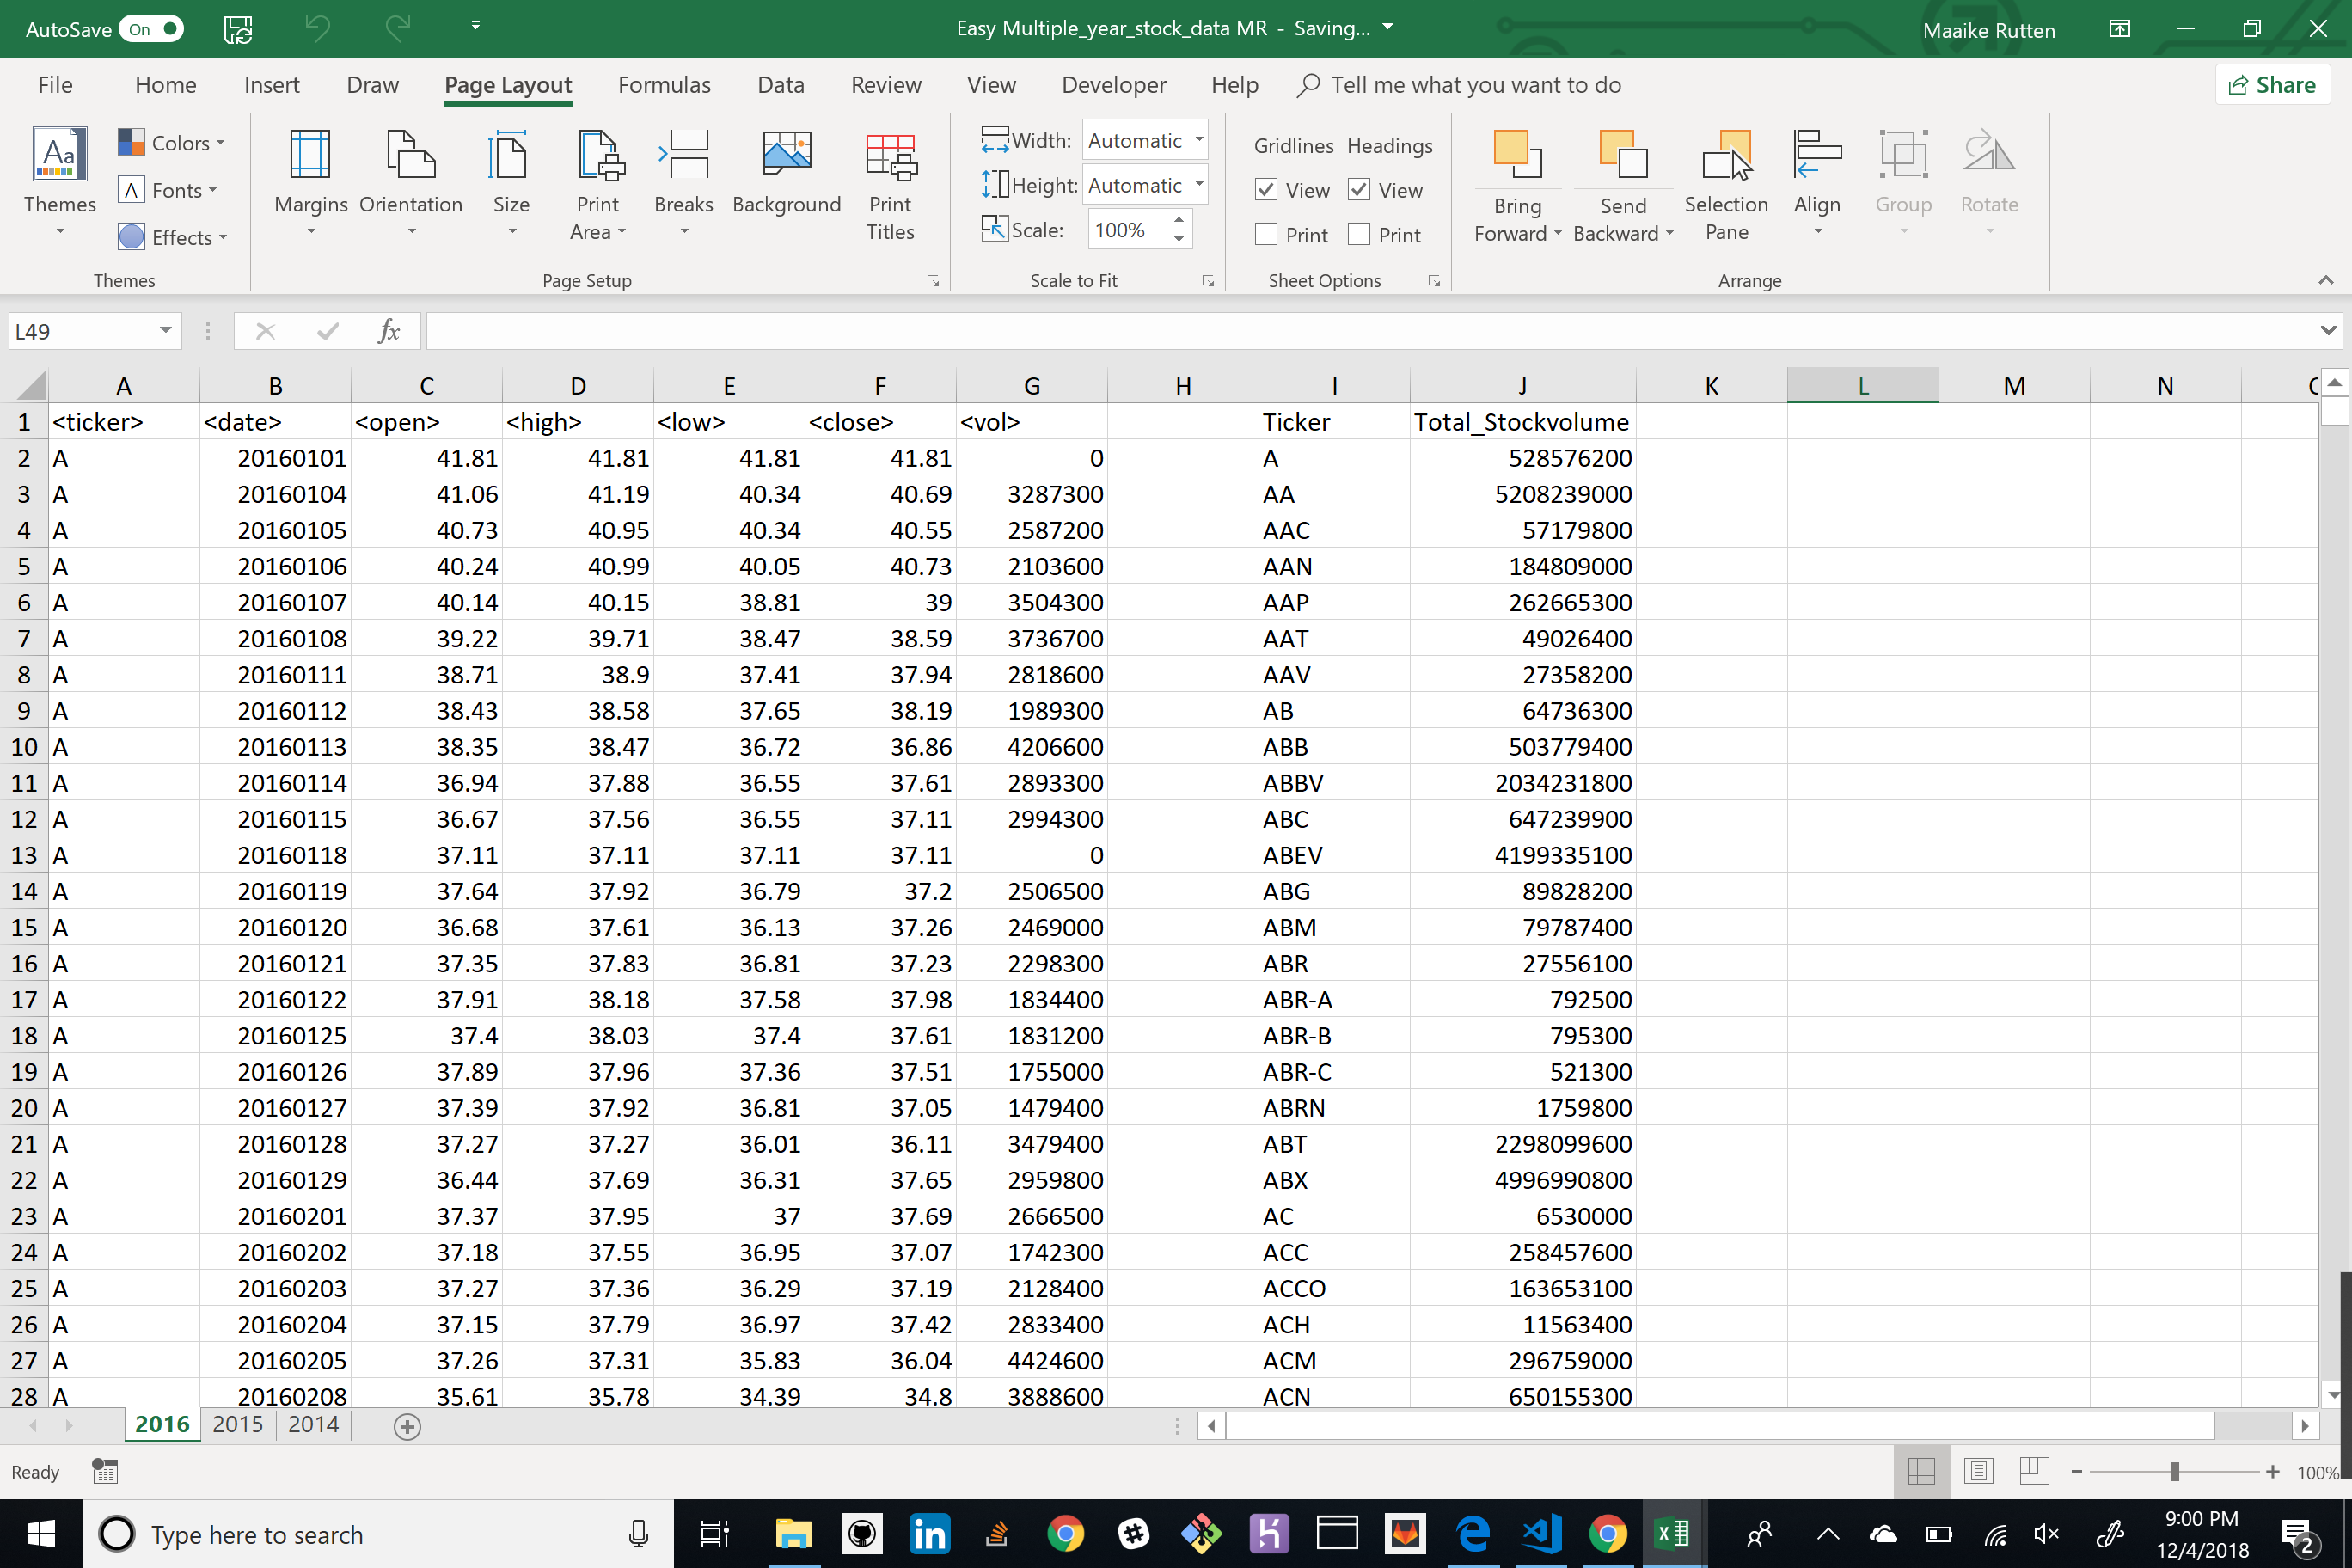 AutoSave On Easy Multiple_year_stock_data MR - Saving... Maaike Rutten
File Home Insert Draw Page Layout Formulas Data Review View Developer Help Tell me what you want to do Share
Aa Themes Colors Margins Orientation Size Print Area Breaks Background Print Titles Width: Automatic Gridlines Headings Bring Forward Send Backward Selection Pane Align Group Rotate
A Fonts Height: Automatic View View
Effects Scale: 100% Print Print
Themes Page Setup Scale to Fit Sheet Options Arrange
L49 fx
A B C D E F G H I J K L M N
1 <ticker> <date> <open> <high> <low> <close> <vol> Ticker Total_Stockvolume
2 A 20160101 41.81 41.81 41.81 41.81 0 A 528576200
3 A 20160104 41.06 41.19 40.34 40.69 3287300 AA 5208239000
4 A 20160105 40.73 40.95 40.34 40.55 2587200 AAC 57179800
5 A 20160106 40.24 40.99 40.05 40.73 2103600 AAN 184809000
6 A 20160107 40.14 40.15 38.81 39 3504300 AAP 262665300
7 A 20160108 39.22 39.71 38.47 38.59 3736700 AAT 49026400
8 A 20160111 38.71 38.9 37.41 37.94 2818600 AAV 27358200
9 A 20160112 38.43 38.58 37.65 38.19 1989300 AB 64736300
10 A 20160113 38.35 38.47 36.72 36.86 4206600 ABB 503779400
11 A 20160114 36.94 37.88 36.55 37.61 2893300 ABBV 2034231800
12 A 20160115 36.67 37.56 36.55 37.11 2994300 ABC 647239900
13 A 20160118 37.11 37.11 37.11 37.11 0 ABEV 4199335100
14 A 20160119 37.64 37.92 36.79 37.2 2506500 ABG 89828200
15 A 20160120 36.68 37.61 36.13 37.26 2469000 ABM 79787400
16 A 20160121 37.35 37.83 36.81 37.23 2298300 ABR 27556100
17 A 20160122 37.91 38.18 37.58 37.98 1834400 ABR-A 792500
18 A 20160125 37.4 38.03 37.4 37.61 1831200 ABR-B 795300
19 A 20160126 37.89 37.96 37.36 37.51 1755000 ABR-C 521300
20 A 20160127 37.39 37.92 36.81 37.05 1479400 ABRN 1759800
21 A 20160128 37.27 37.27 36.01 36.11 3479400 ABT 2298099600
22 A 20160129 36.44 37.69 36.31 37.65 2959800 ABX 4996990800
23 A 20160201 37.37 37.95 37 37.69 2666500 AC 6530000
24 A 20160202 37.18 37.55 36.95 37.07 1742300 ACC 258457600
25 A 20160203 37.27 37.36 36.29 37.19 2128400 ACCO 163653100
26 A 20160204 37.15 37.79 36.97 37.42 2833400 ACH 11563400
27 A 20160205 37.26 37.31 35.83 36.04 4424600 ACM 296759000
28 A 20160208 35.61 35.78 34.39 34.8 3888600 ACN 650155300
2016 2015 2014
Ready 100%
Type here to search in 9:00 PM
12/4/2018 2